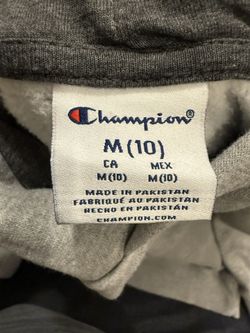 Champion®
M (10)
CA MEX
M (10) M (10)
MADE IN PAKISTAN
FABRIQUÉ AU PAKISTAN
HECHO EN PAKISTAN
CHAMPION.COM